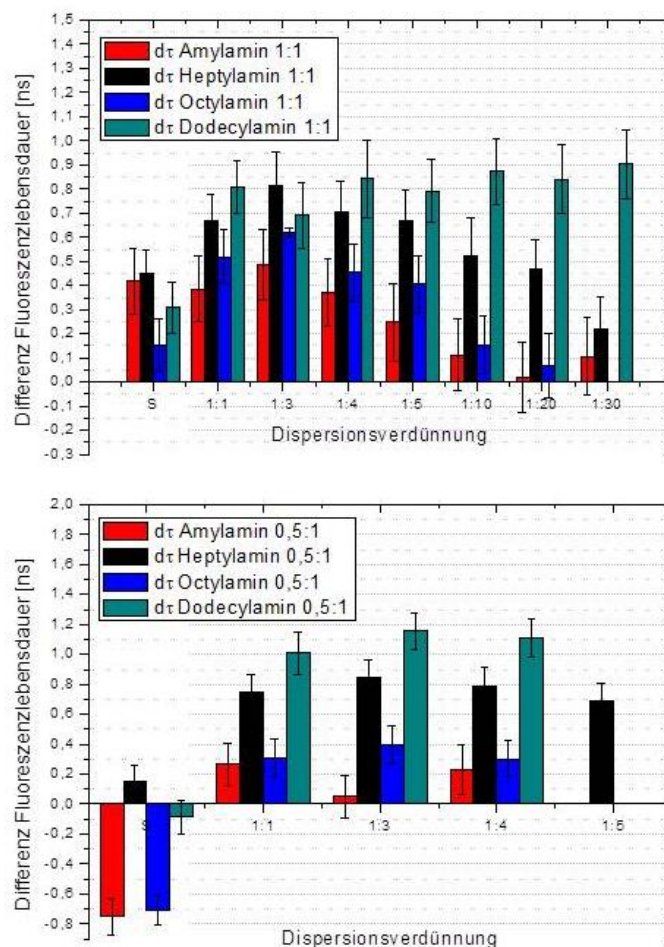 Differenz Fluoreszenzlebensdauer [ns]
1,5
1,4
1,3
1,2
1,1
1,0
0,9
0,8
0,7
0,6
0,5
0,4
0,3
0,2
0,1
0,0
-0,1
-0,2
-0,3
dτ Amylamin 1:1
dτ Heptylamin 1:1
dτ Octylamin 1:1
dτ Dodecylamin 1:1
S 1:1 1:3 1:4 1:5 1:10 1:20 1:30
Dispersionsverdünnung
Differenz Fluoreszenzlebensdauer [ns]
2,0
1,8
1,6
1,4
1,2
1,0
0,8
0,6
0,4
0,2
0,0
-0,2
-0,4
-0,6
-0,8
dτ Amylamin 0,5:1
dτ Heptylamin 0,5:1
dτ Octylamin 0,5:1
dτ Dodecylamin 0,5:1
S 1:1 1:3 1:4 1:5
Dispersionsverdünnung